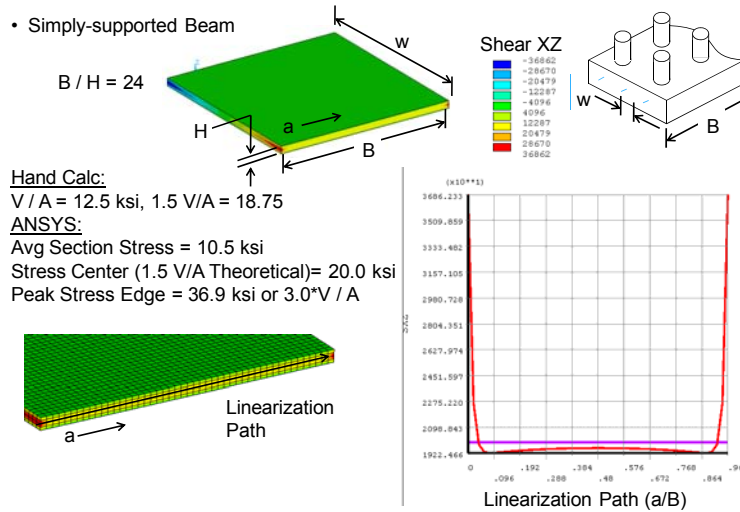 • Simply-supported Beam
B / H = 24
w
H
a
B
Shear XZ
-36862
-28670
-20479
-12287
-4096
4096
12287
20479
28670
36862
w
B
Hand Calc:
V / A = 12.5 ksi, 1.5 V/A = 18.75
ANSYS:
Avg Section Stress = 10.5 ksi
Stress Center (1.5 V/A Theoretical)= 20.0 ksi
Peak Stress Edge = 36.9 ksi or 3.0*V / A
Linearization
Path
a
(x10**1)
3686.233
3509.859
3333.482
3157.105
2980.728
2804.351
2627.974
2451.597
2275.220
2098.043
1922.466
0 .192 .384 .576 .768
.096 .288 .48 .672 .864
Linearization Path (a/B)